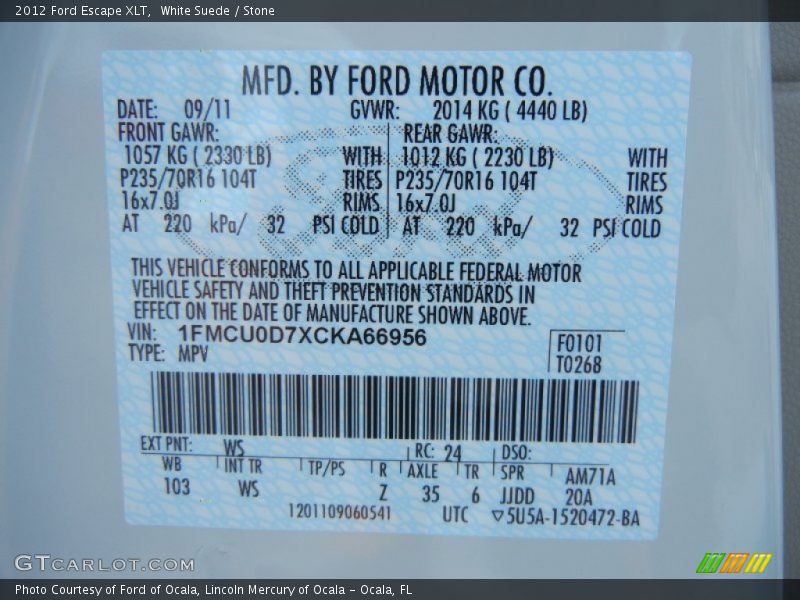 2012 Ford Escape XLT, White Suede / Stone
MFD. BY FORD MOTOR CO.
DATE: 09/11 GVWR: 2014 KG ( 4440 LB)
FRONT GAWR: REAR GAWR:
1057 KG ( 2330 LB) WITH 1012 KG ( 2230 LB) WITH
P235/70R16 104T TIRES P235/70R16 104T TIRES
16x7.0J RIMS 16x7.0J RIMS
AT 220 kPa/ 32 PSI COLD AT 220 kPa/ 32 PSI COLD
THIS VEHICLE CONFORMS TO ALL APPLICABLE FEDERAL MOTOR
VEHICLE SAFETY AND THEFT PREVENTION STANDARDS IN
EFFECT ON THE DATE OF MANUFACTURE SHOWN ABOVE.
VIN: 1FMCU0D7XCKA66956 F0101
TYPE: MPV T0268
EXT PNT: WS RC: 24 DSO:
WB INT TR TP/PS R AXLE TR SPR AM71A
103 WS Z 35 6 JJDD 20A
1201109060541 UTC ▽5U5A-1520472-BA
GTCARLOT.COM
Photo Courtesy of Ford of Ocala, Lincoln Mercury of Ocala – Ocala, FL